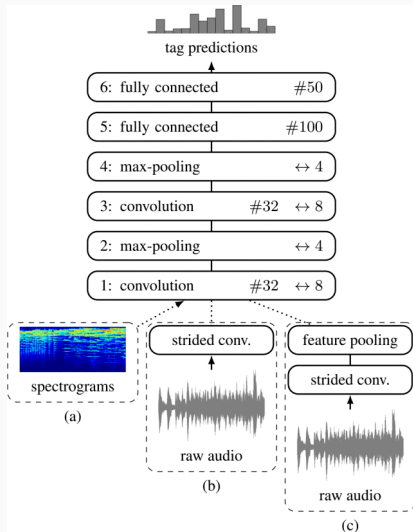 tag predictions
6: fully connected #50
5: fully connected #100
4: max-pooling ↔ 4
3: convolution #32 ↔ 8
2: max-pooling ↔ 4
1: convolution #32 ↔ 8
spectrograms
(a)
strided conv.
raw audio
(b)
feature pooling
strided conv.
raw audio
(c)